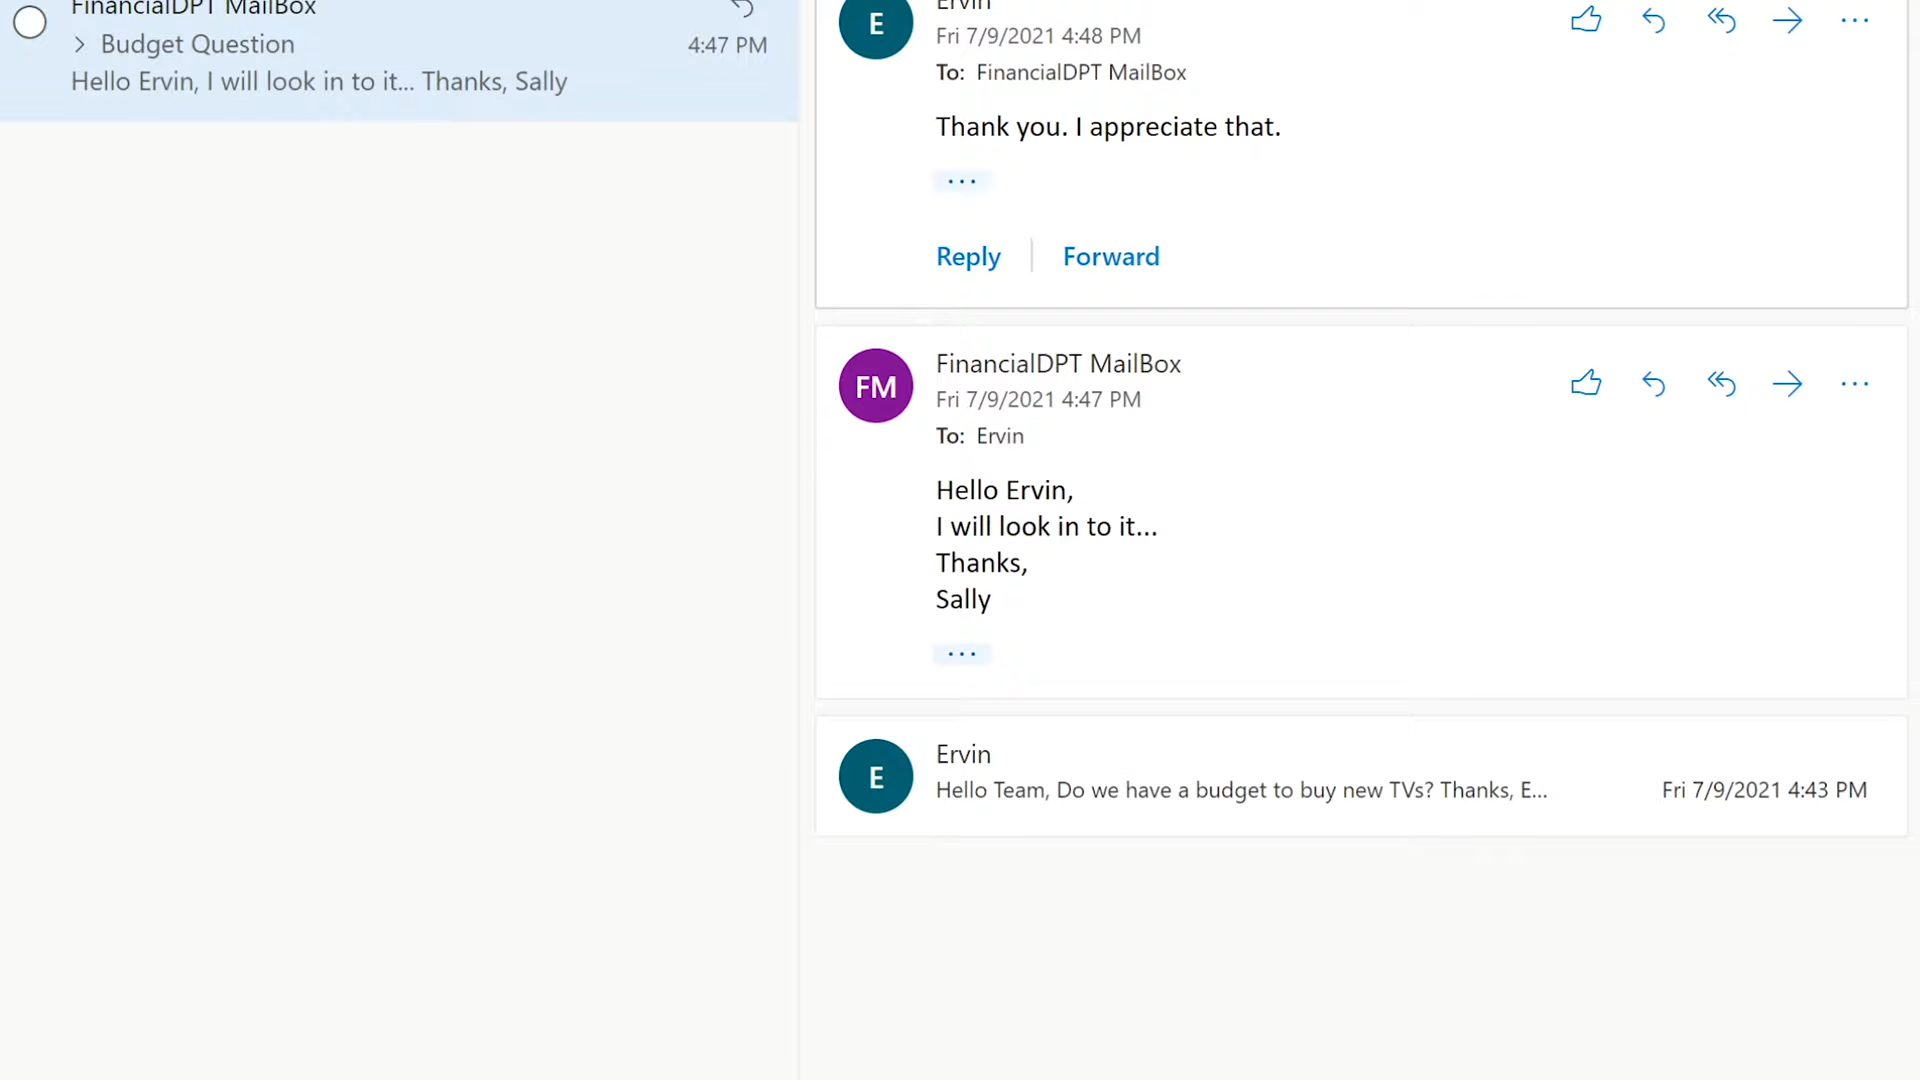 FinancialDPT MailBox
Budget Question
4:47 PM
Hello Ervin, I will look in to it... Thanks, Sally
E
Ervin
Fri 7/9/2021 4:48 PM
To: FinancialDPT MailBox
Thank you. I appreciate that.
...
Reply
Forward
FM
FinancialDPT MailBox
Fri 7/9/2021 4:47 PM
To: Ervin
Hello Ervin,
I will look in to it...
Thanks,
Sally
...
E
Ervin
Hello Team, Do we have a budget to buy new TVs? Thanks, E...
Fri 7/9/2021 4:43 PM